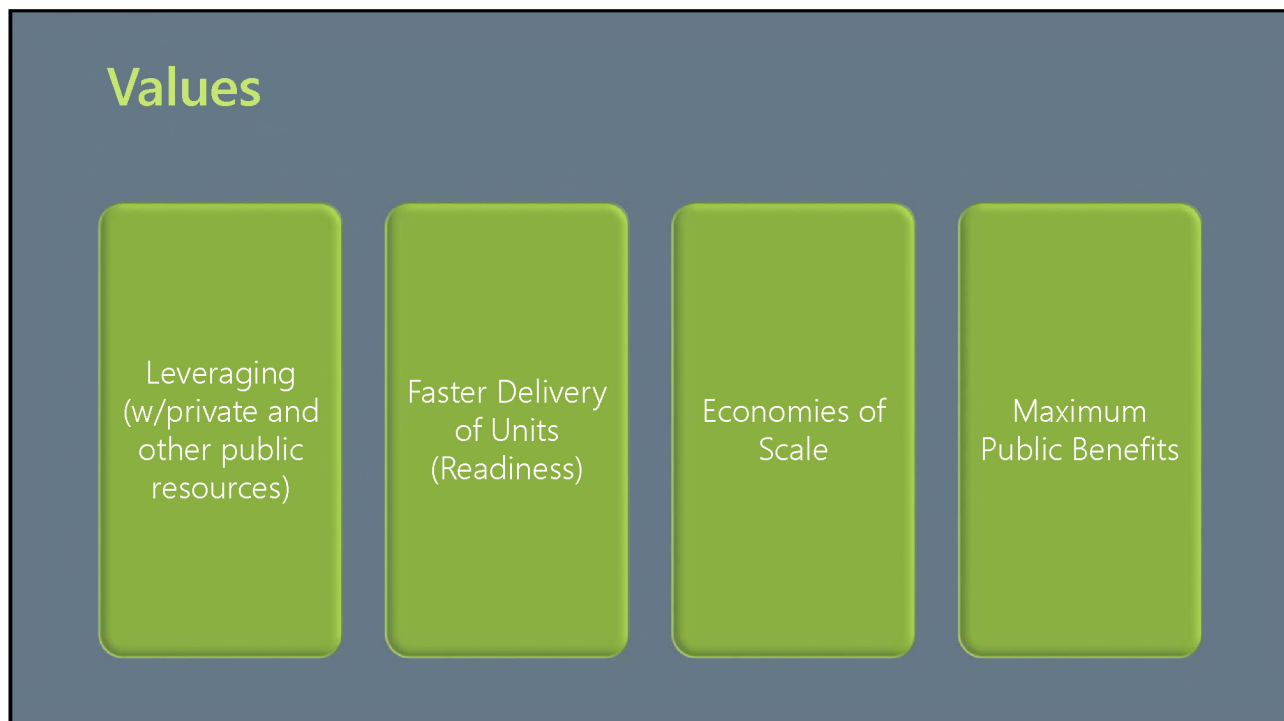 Values
Leveraging
(w/private and
other public
resources)
Faster Delivery
of Units
(Readiness)
Economies of
Scale
Maximum
Public Benefits